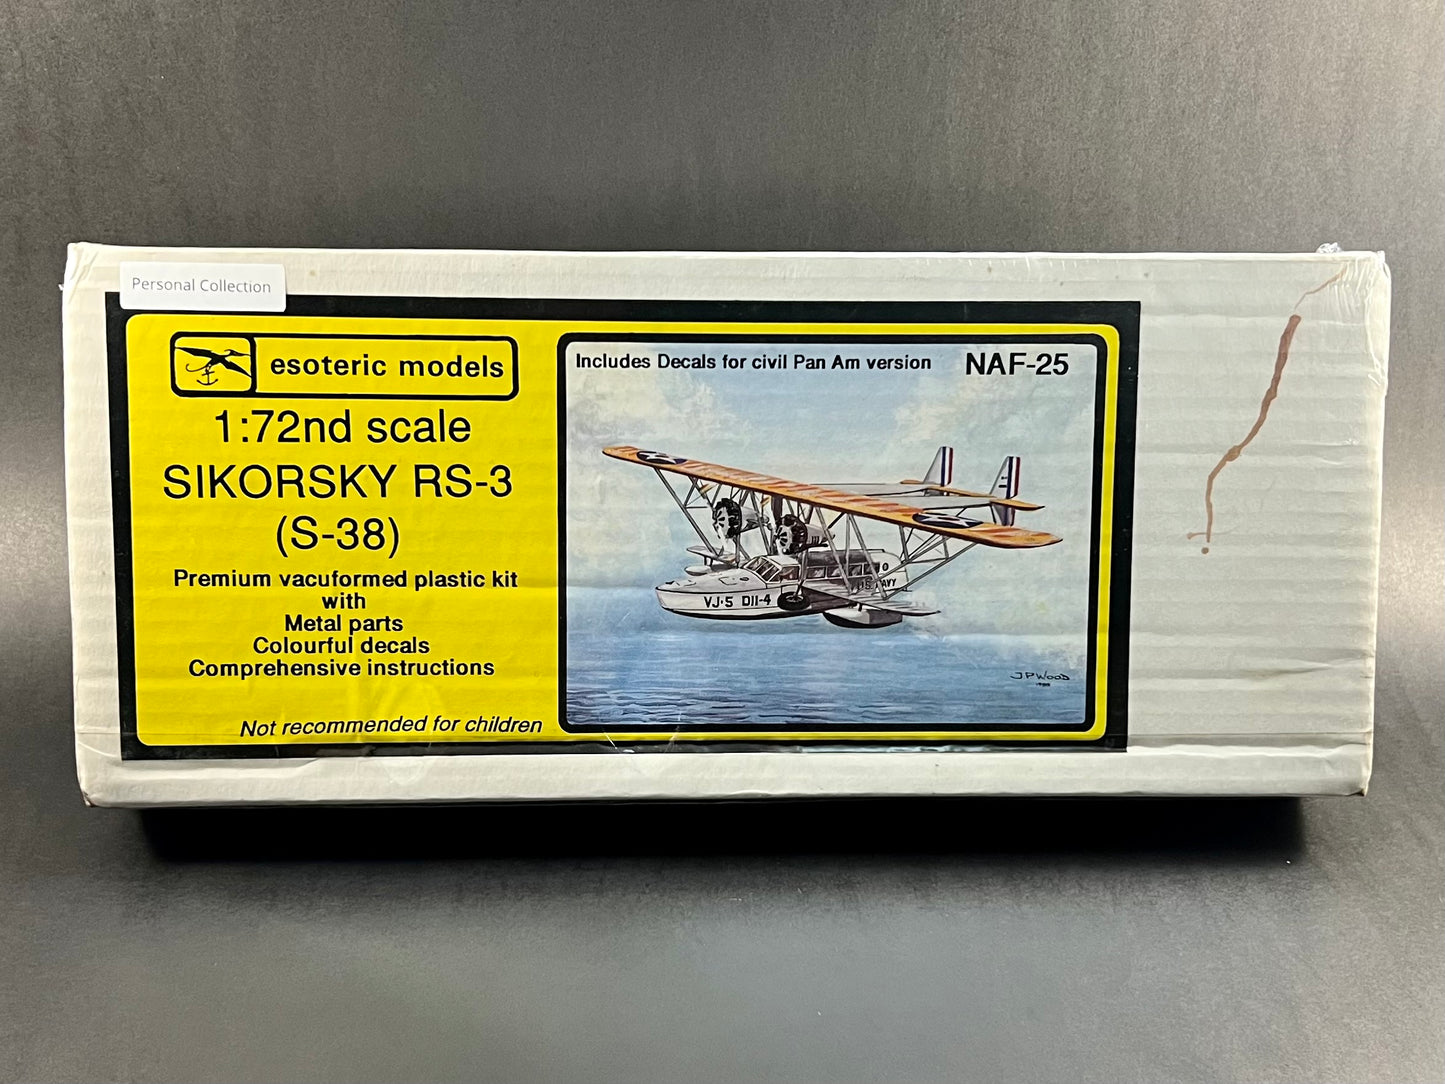 Personal Collection
esoteric models
1:72nd scale
SIKORSKY RS-3
(S-38)
Premium vacuformed plastic kit
with
Metal parts
Colourful decals
Comprehensive instructions
Not recommended for children
Includes Decals for civil Pan Am version
NAF-25
VJ-5 D11-4
J P WOOD